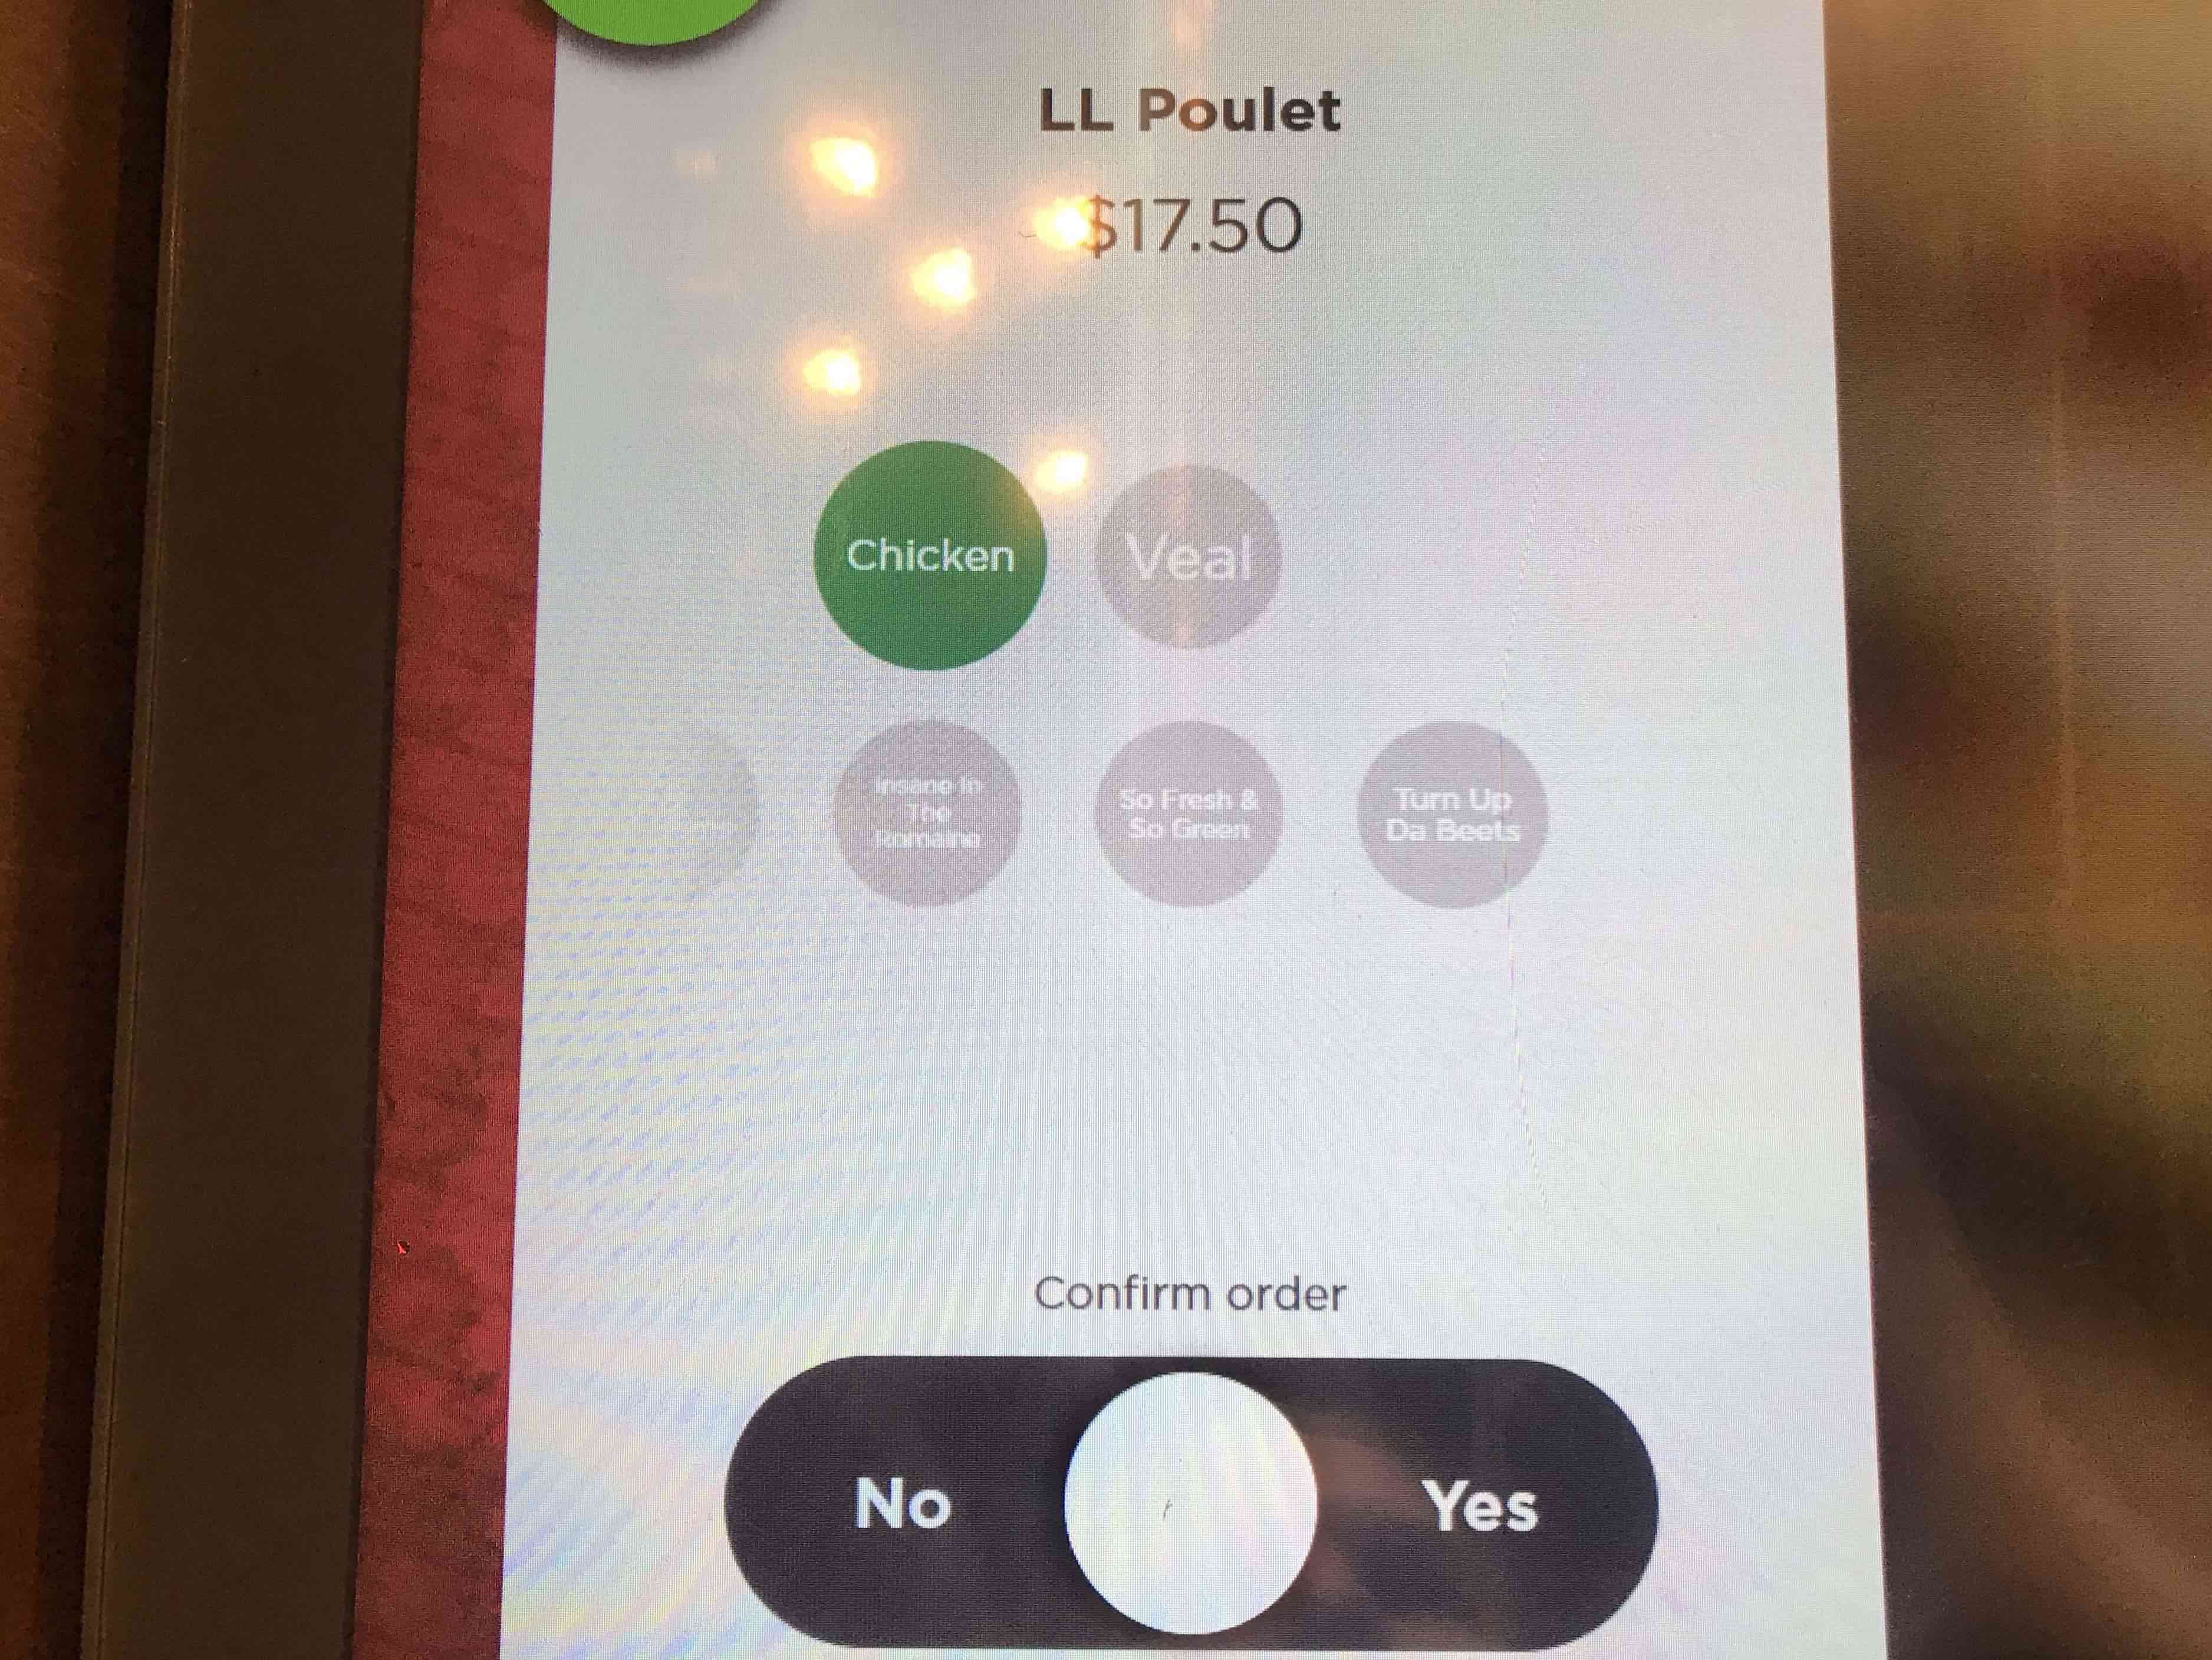 LL Poulet
$17.50
Chicken
Veal
Insane In
The
Romaine
So Fresh &
So Green
Turn Up
Da Beets
Confirm order
No
Yes